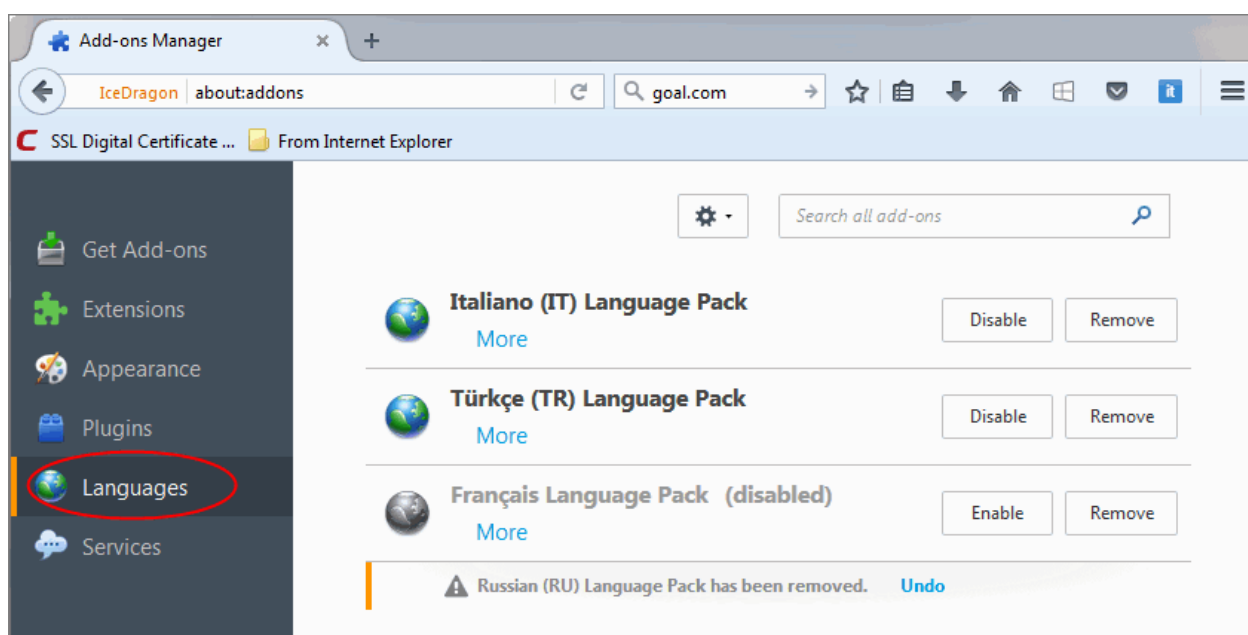 Add-ons Manager
IceDragon about:addons
goal.com
it
SSL Digital Certificate ...
From Internet Explorer
Search all add-ons
Get Add-ons
Extensions
Appearance
Plugins
Languages
Services
Italiano (IT) Language Pack
More
Disable
Remove
Türkçe (TR) Language Pack
More
Disable
Remove
Français Language Pack (disabled)
More
Enable
Remove
Russian (RU) Language Pack has been removed. Undo